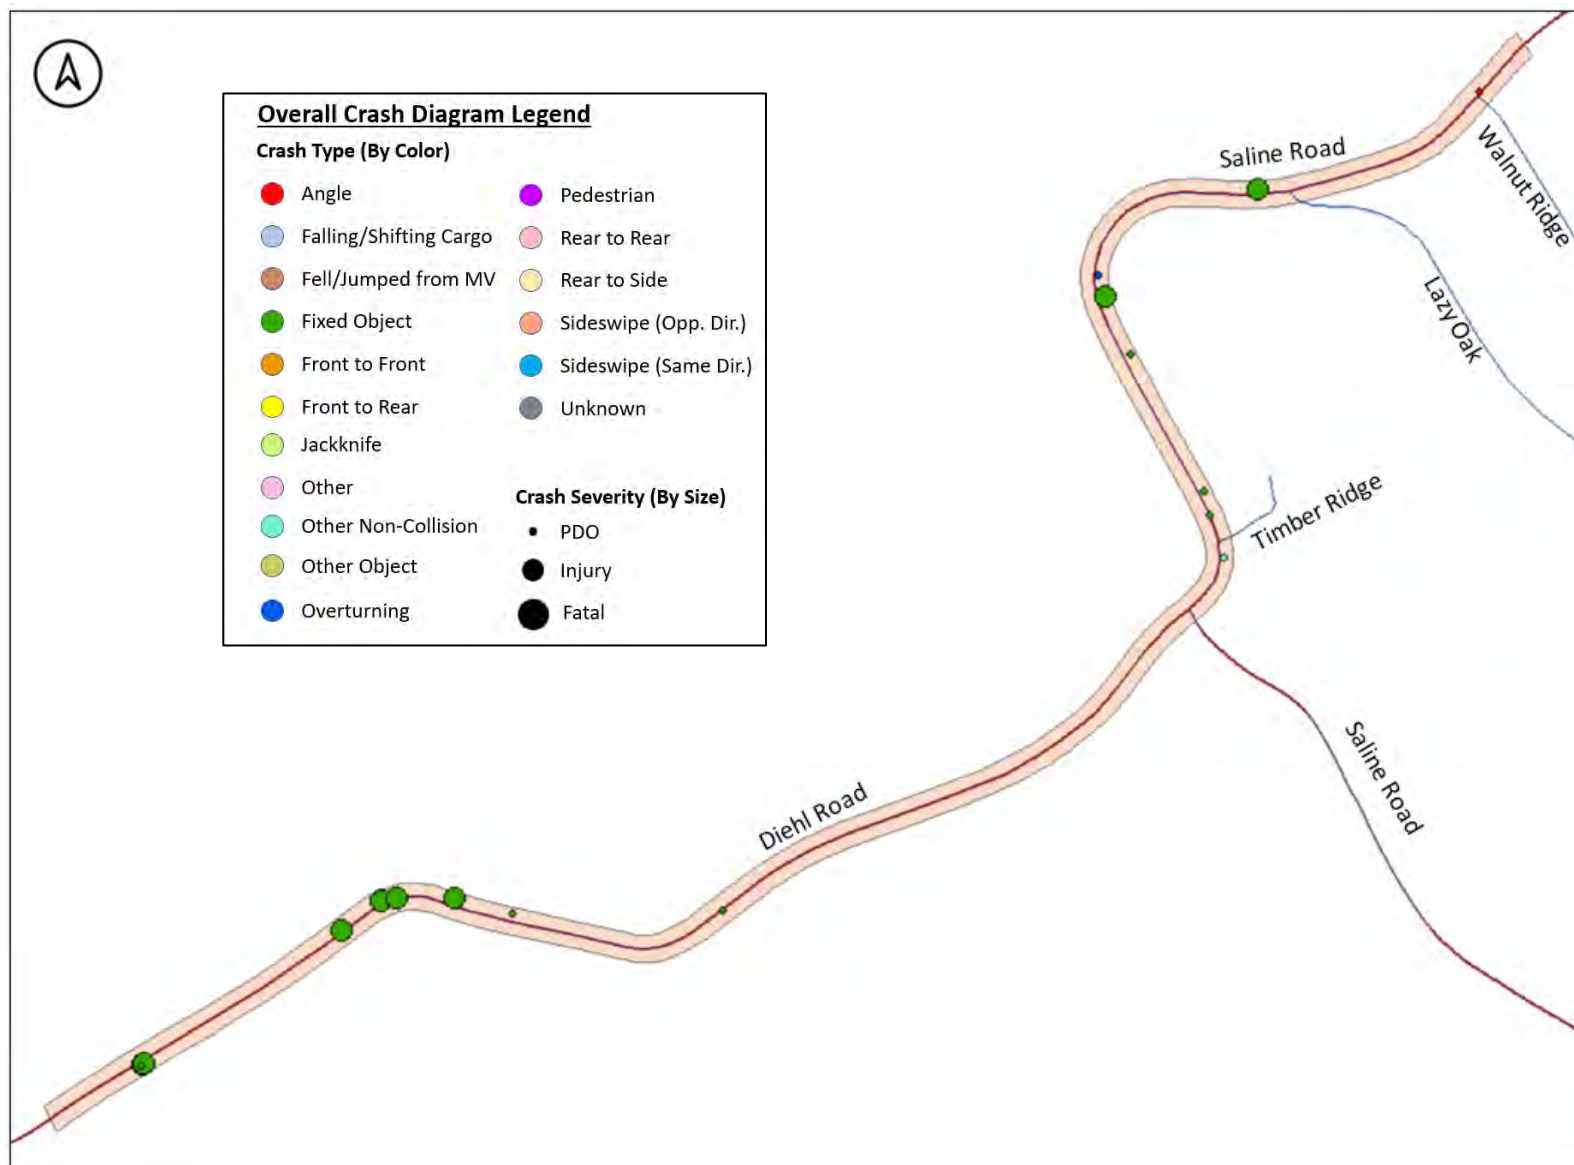 Overall Crash Diagram Legend
Crash Type (By Color)
Angle
Falling/Shifting Cargo
Fell/Jumped from MV
Fixed Object
Front to Front
Front to Rear
Jackknife
Other
Other Non-Collision
Other Object
Overturning
Pedestrian
Rear to Rear
Rear to Side
Sideswipe (Opp. Dir.)
Sideswipe (Same Dir.)
Unknown
Crash Severity (By Size)
PDO
Injury
Fatal
Saline Road
Walnut Ridge
Lazy Oak
Timber Ridge
Saline Road
Diehl Road